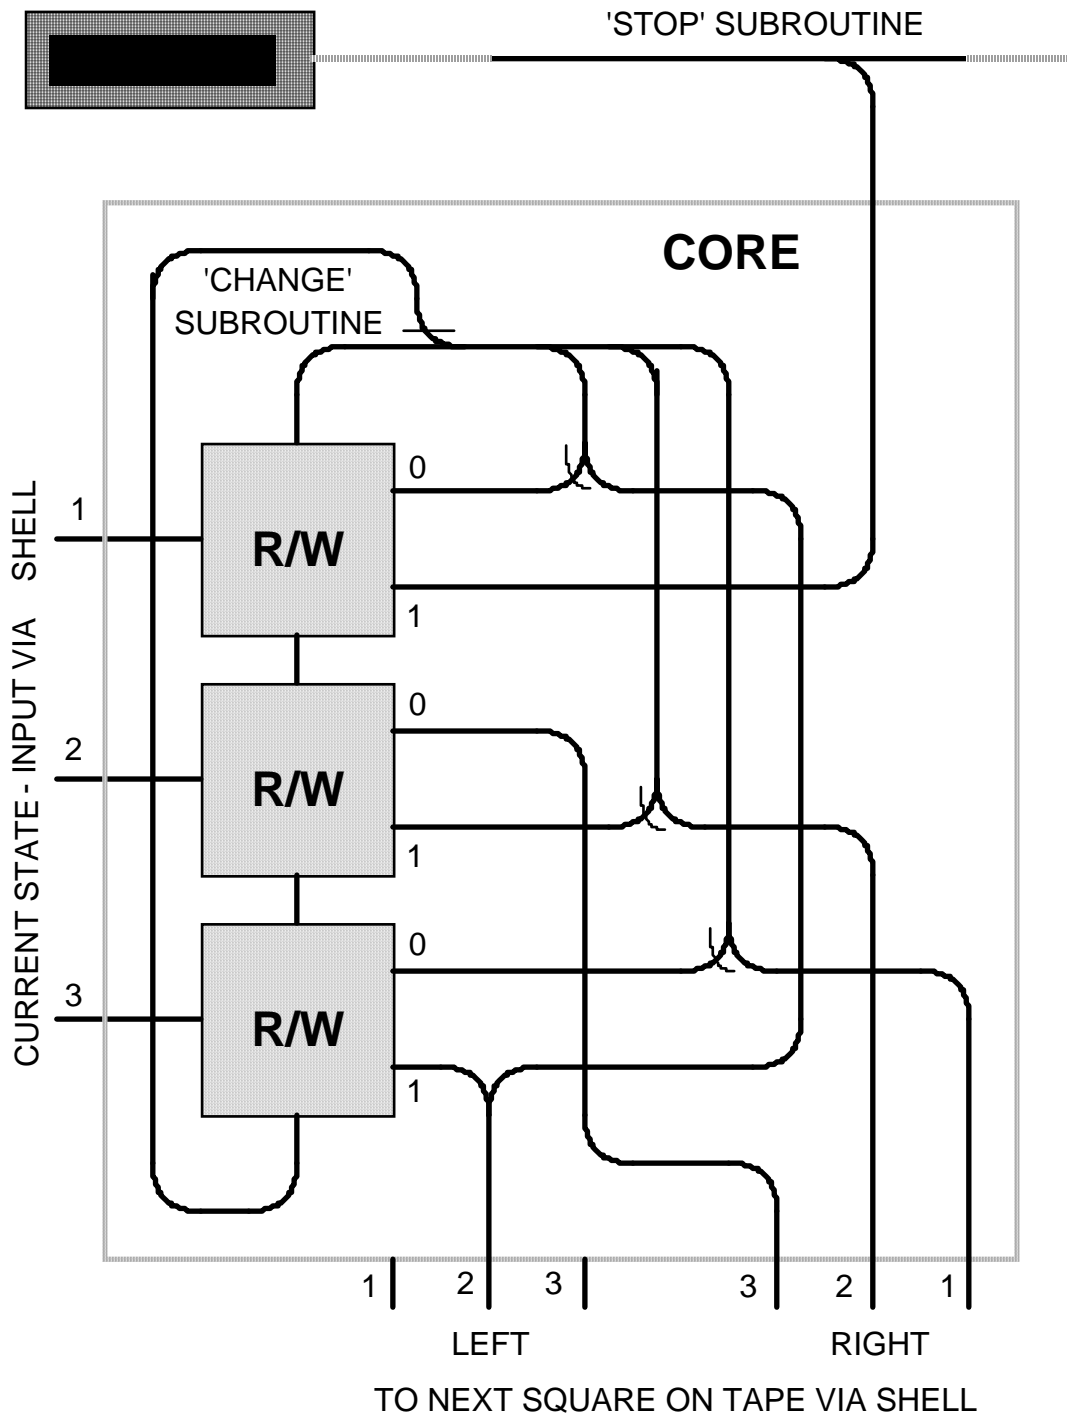 'STOP' SUBROUTINE
CORE
'CHANGE'
SUBROUTINE
CURRENT STATE - INPUT VIA SHELL
1
R/W
0
1
2
R/W
0
1
3
R/W
0
1
1
2
3
3
2
1
LEFT
RIGHT
TO NEXT SQUARE ON TAPE VIA SHELL